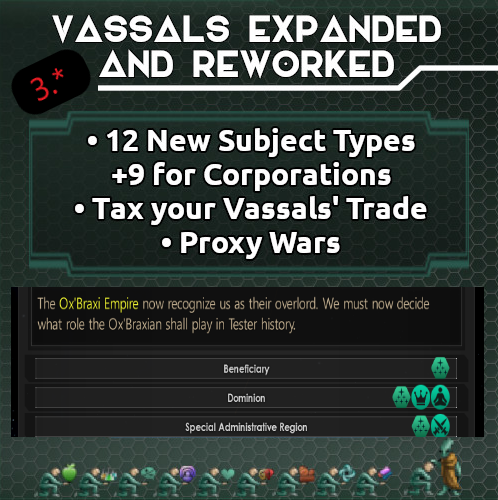 VASSALS EXPANDED
AND REWORKED
3.*
• 12 New Subject Types
+9 for Corporations
• Tax your Vassals' Trade
• Proxy Wars
The Ox'Braxi Empire now recognize us as their overlord. We must now decide
what role the Ox'Braxian shall play in Tester history.
Beneficiary
Dominion
Special Administrative Region